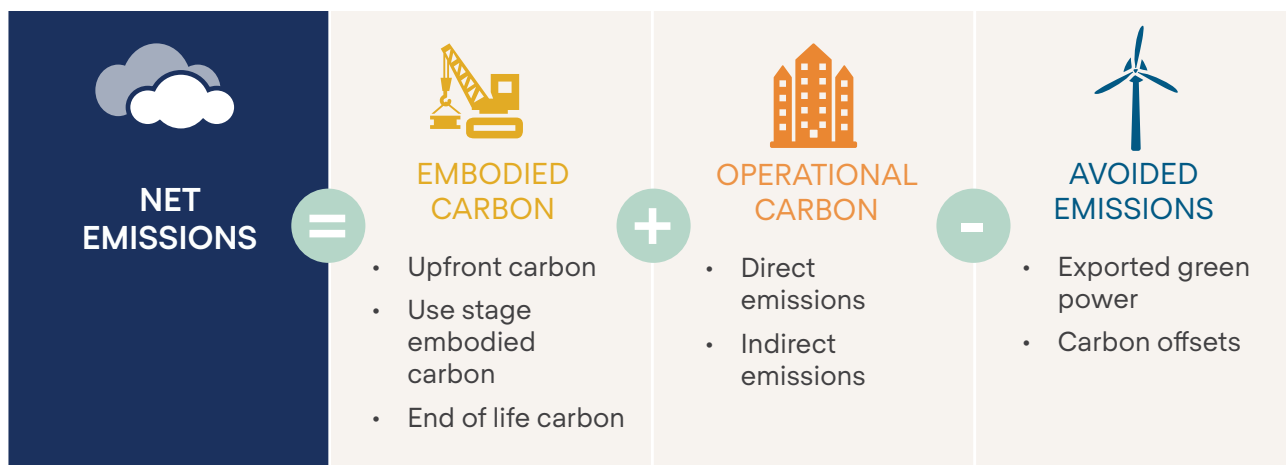 NET
EMISSIONS
=
EMBODIED
CARBON
• Upfront carbon
• Use stage
embodied
carbon
• End of life carbon
+
OPERATIONAL
CARBON
• Direct
emissions
• Indirect
emissions
-
AVOIDED
EMISSIONS
• Exported green
power
• Carbon offsets